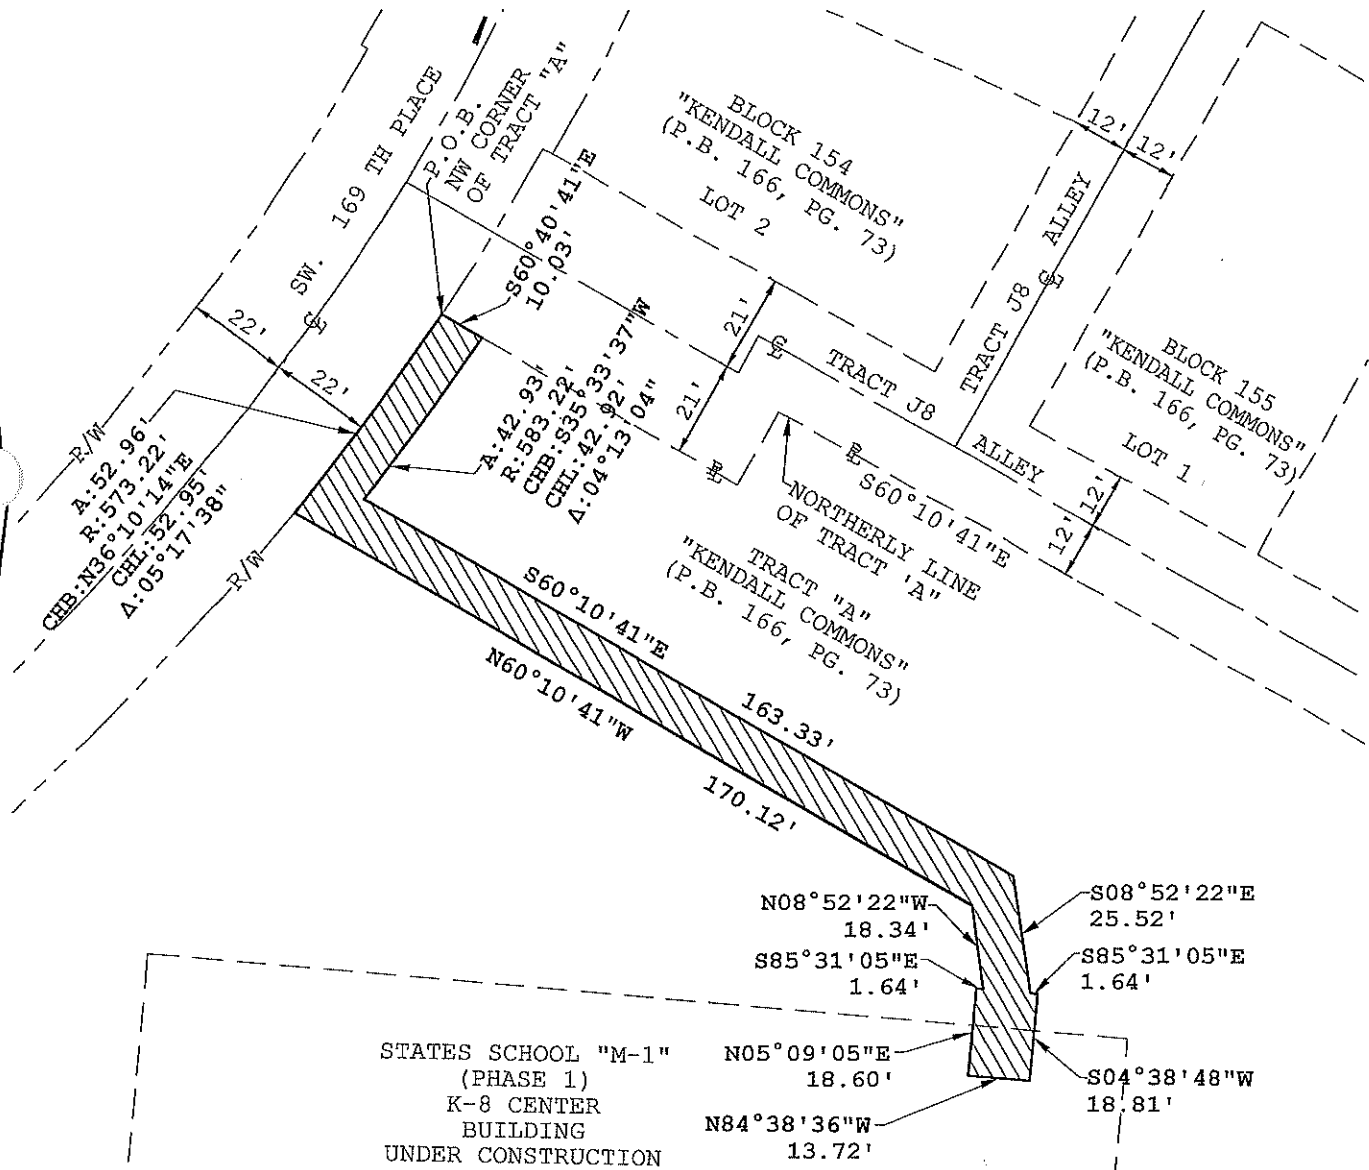 SW. 169 TH PLACE
P.O.B.
NW CORNER
OF TRACT "A"
BLOCK 154
"KENDALL COMMONS"
(P.B. 166, PG. 73)
LOT 2
12'
12'
TRACT J8 ALLEY
S60°40'41"E
10.03'
22'
22'
21'
21'
℄
℄
℄
TRACT J8
ALLEY
BLOCK 155
"KENDALL COMMONS"
(P.B. 166, PG. 73)
LOT 1
12'
12'
A:42.93'
R:583.22'
CHB:S35°33'37"W
CHL:42.92'
Δ:04°13'04"
R/W
A:52.96'
R:573.22'
CHB:N36°10'14"E
CHL:52.95'
Δ:05°17'38"
R/W
S60°10'41"E
NORTHERLY LINE
OF TRACT 'A'
TRACT "A"
"KENDALL COMMONS"
(P.B. 166, PG. 73)
S60°10'41"E
163.33'
N60°10'41"W
170.12'
N08°52'22"W
18.34'
S08°52'22"E
25.52'
S85°31'05"E
1.64'
S85°31'05"E
1.64'
N05°09'05"E
18.60'
S04°38'48"W
18.81'
N84°38'36"W
13.72'
STATES SCHOOL "M-1"
(PHASE 1)
K-8 CENTER
BUILDING
UNDER CONSTRUCTION